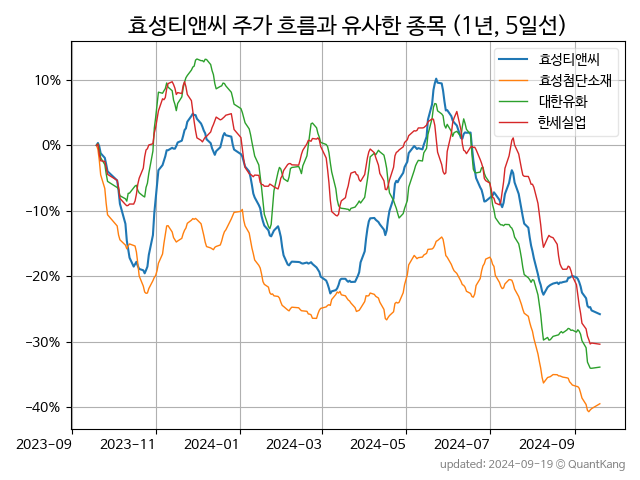 효성티앤씨 주가 흐름과 유사한 종목 (1년, 5일선)
효성티앤씨
효성첨단소재
대한유화
한세실업
10%
0%
−10%
−20%
−30%
−40%
2023-09 2023-11 2024-01 2024-03 2024-05 2024-07 2024-09
updated: 2024-09-19 © QuantKang